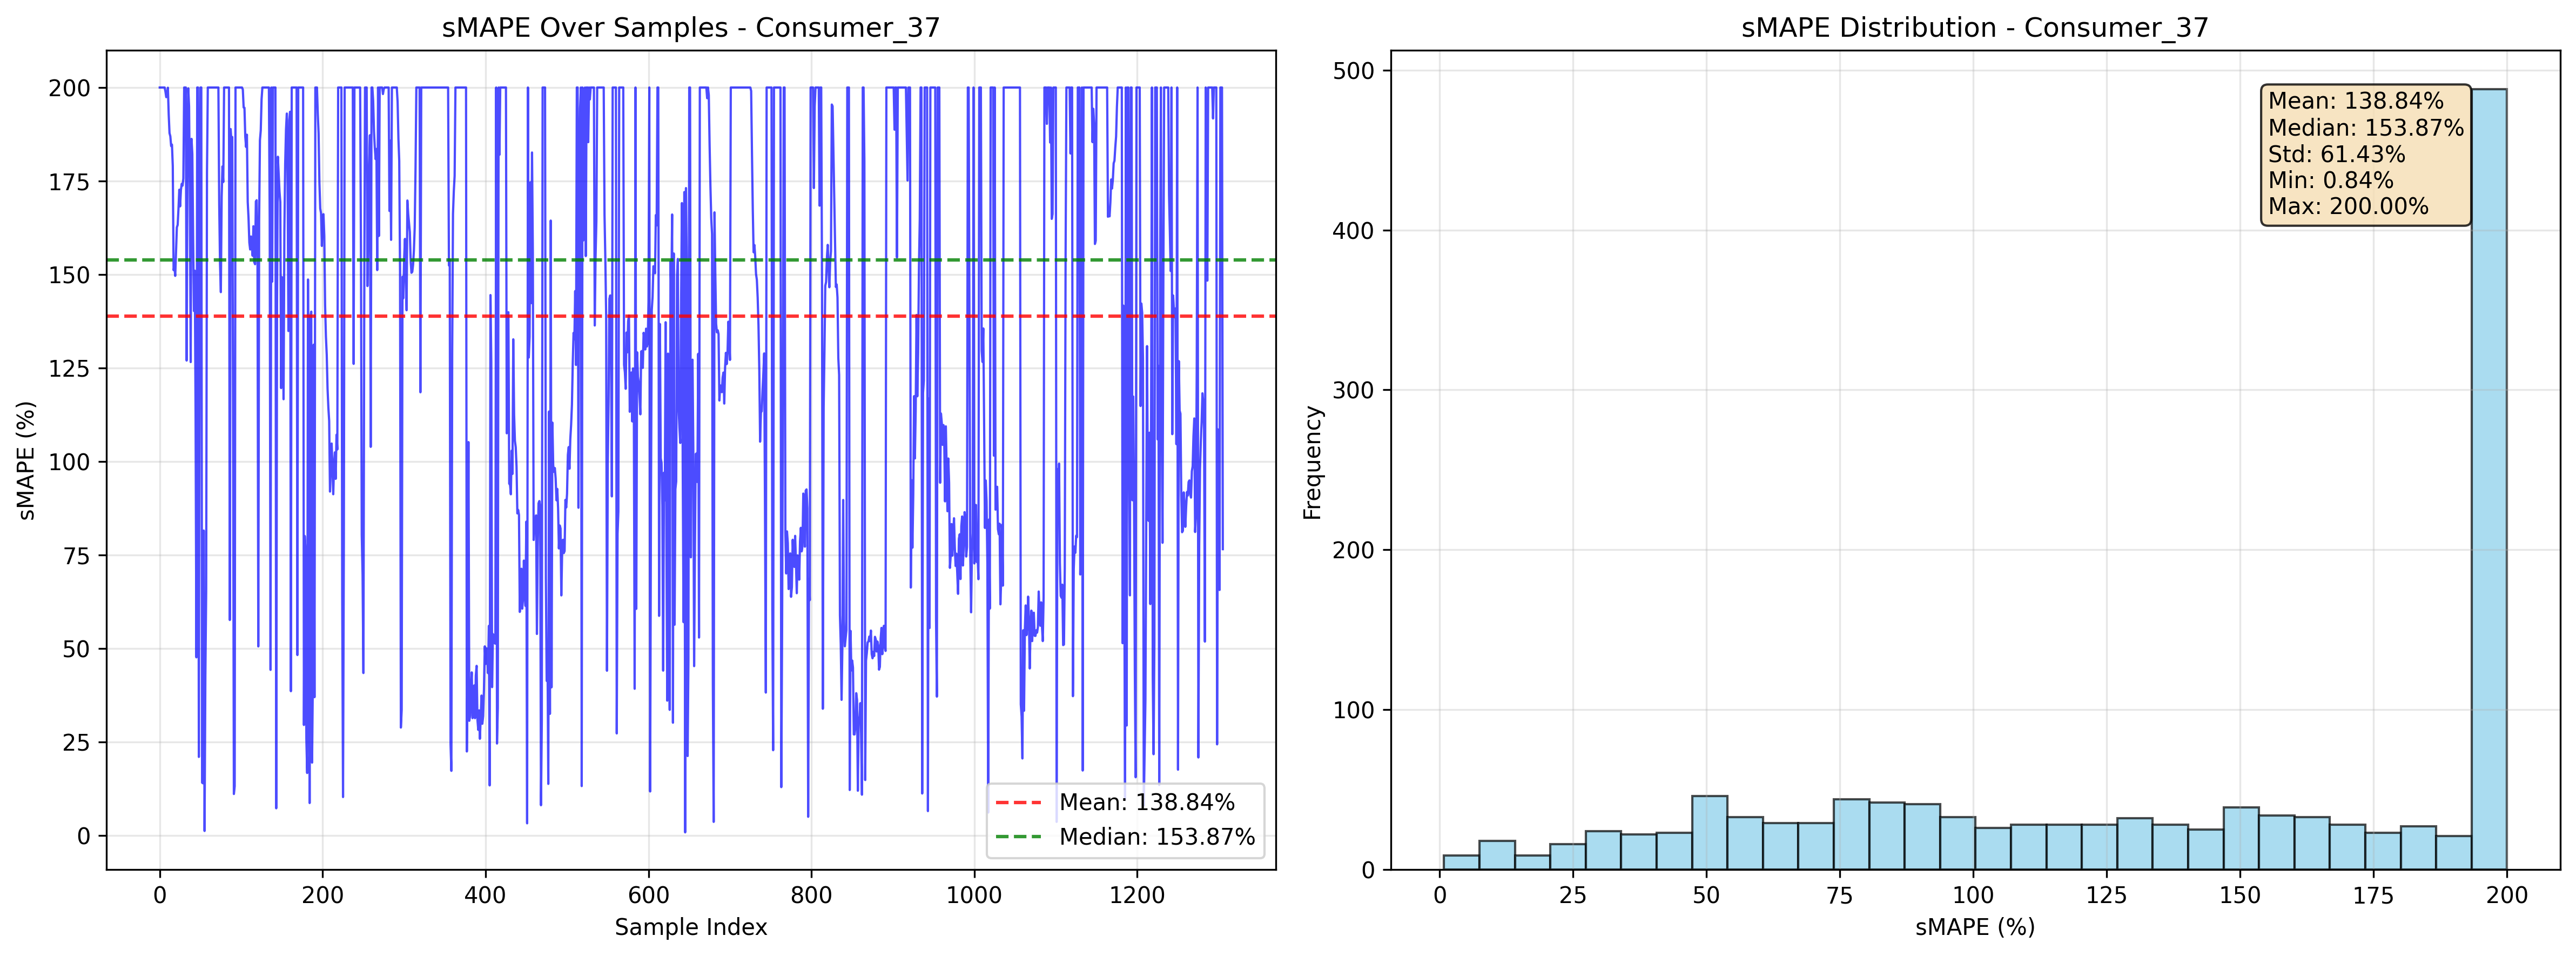 sMAPE Over Samples - Consumer_37
200
175
150
125
100
75
50
25
0
sMAPE (%)
0 200 400 600 800 1000 1200
Sample Index
Mean: 138.84%
Median: 153.87%
sMAPE Distribution - Consumer_37
500
400
300
200
100
0
Frequency
0 25 50 75 100 125 150 175 200
sMAPE (%)
Mean: 138.84%
Median: 153.87%
Std: 61.43%
Min: 0.84%
Max: 200.00%